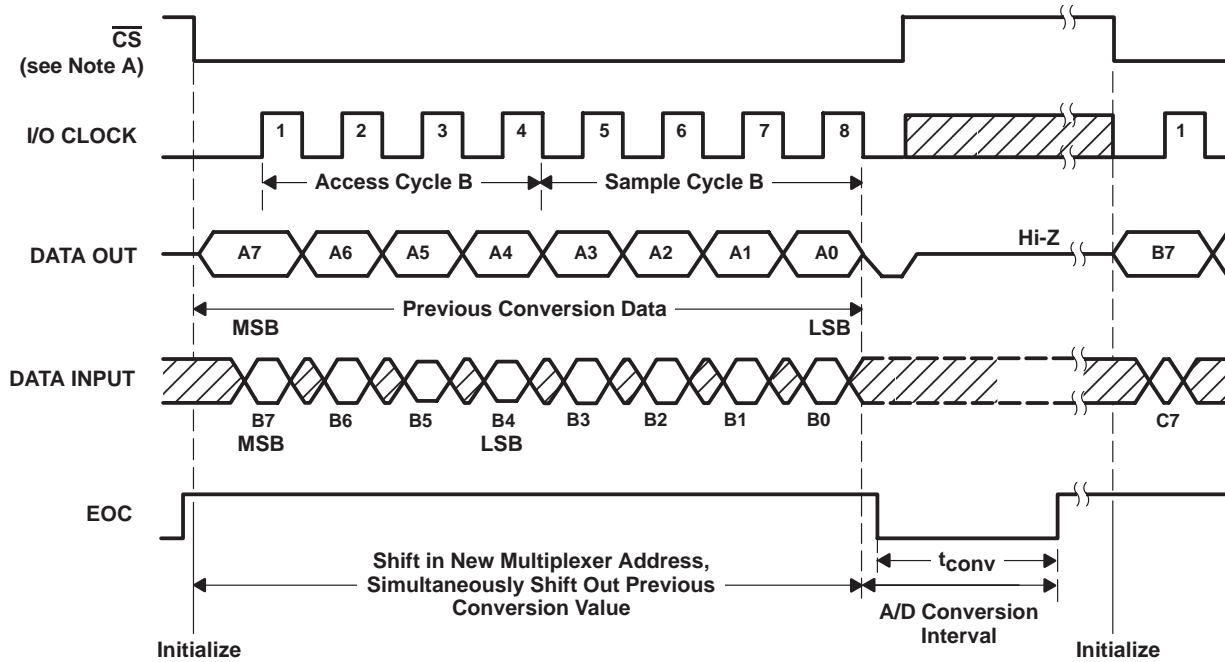 CS
(see Note A)
I/O CLOCK
1 2 3 4 5 6 7 8 1
Access Cycle B Sample Cycle B
DATA OUT
A7 A6 A5 A4 A3 A2 A1 A0 Hi-Z B7
Previous Conversion Data
MSB LSB
DATA INPUT
B7 B6 B5 B4 B3 B2 B1 B0 C7
MSB LSB
EOC
Shift in New Multiplexer Address,
Simultaneously Shift Out Previous
Conversion Value
tconv
A/D Conversion
Interval
Initialize Initialize